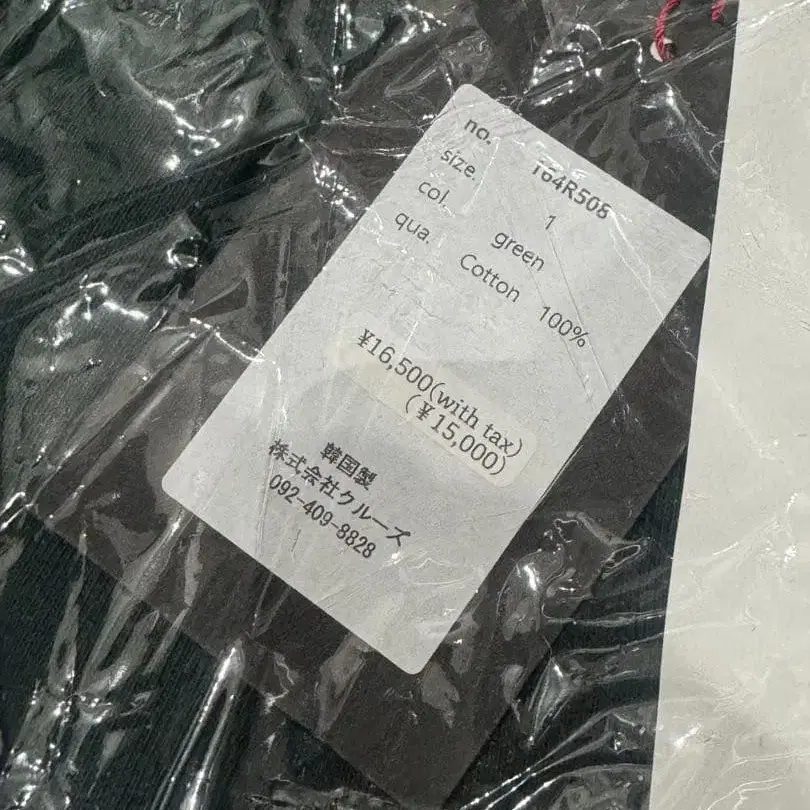 no. 164R508
size. 1
col. green
qua. Cotton 100%
¥16,500(with tax)
(¥15,000)
韓国製
株式会社クルーズ
092-409-8828